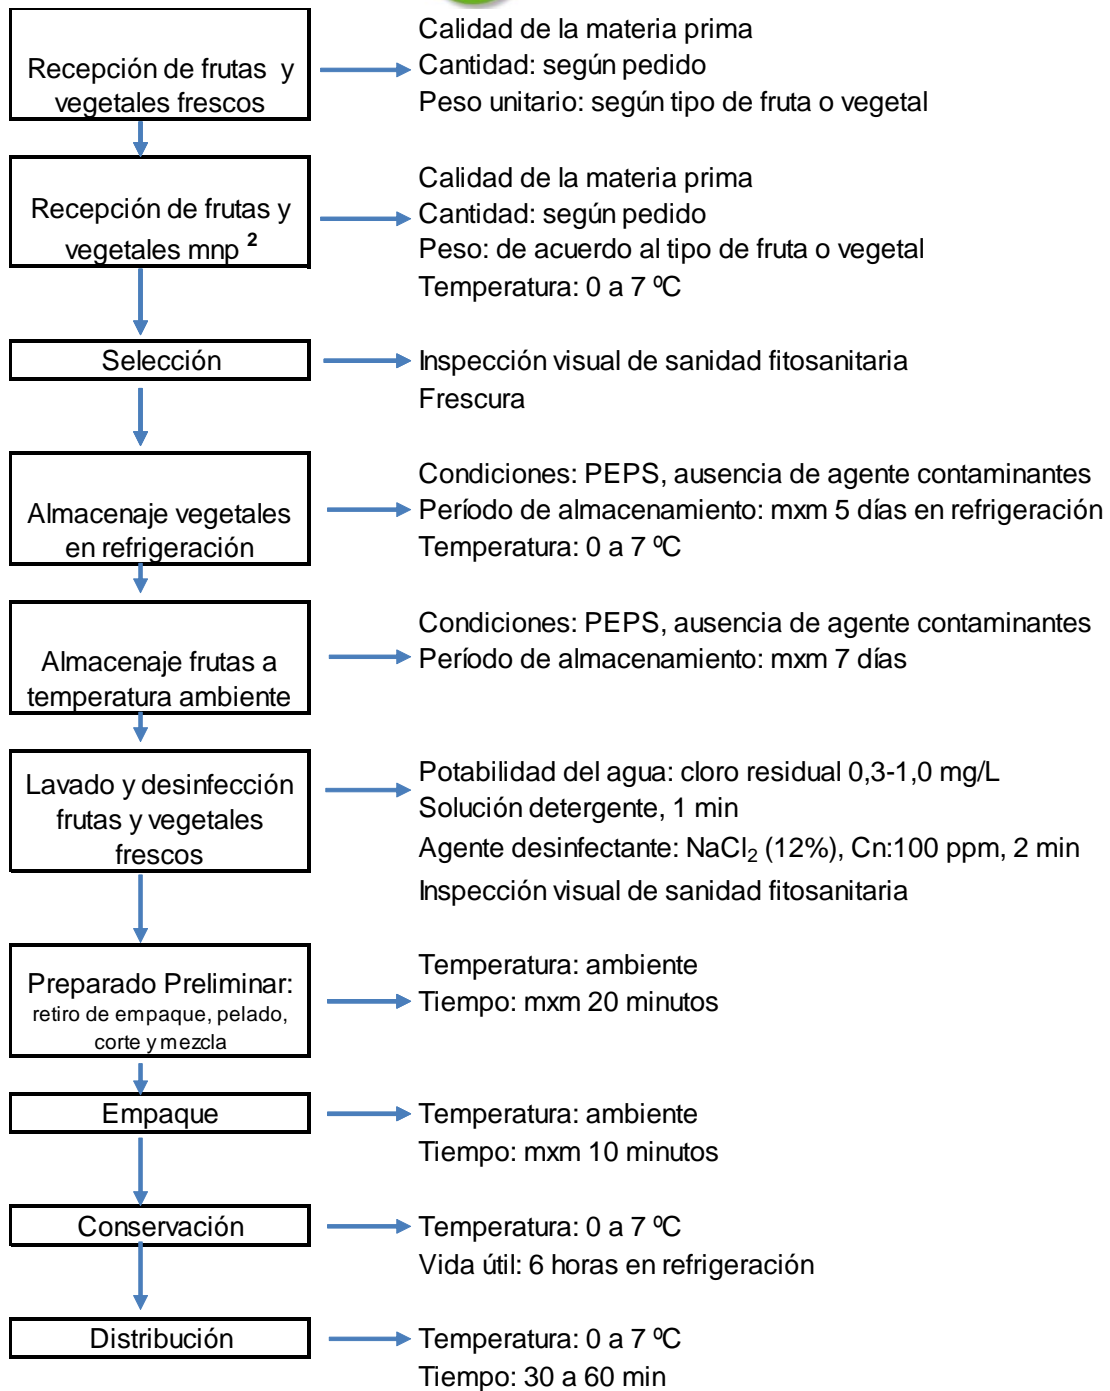 Recepción de frutas y
vegetales frescos
Calidad de la materia prima
Cantidad: según pedido
Peso unitario: según tipo de fruta o vegetal
Recepción de frutas y
vegetales mnp ²
Calidad de la materia prima
Cantidad: según pedido
Peso: de acuerdo al tipo de fruta o vegetal
Temperatura: 0 a 7 ºC
Selección
Inspección visual de sanidad fitosanitaria
Frescura
Almacenaje vegetales
en refrigeración
Condiciones: PEPS, ausencia de agente contaminantes
Período de almacenamiento: mxm 5 días en refrigeración
Temperatura: 0 a 7 ºC
Almacenaje frutas a
temperatura ambiente
Condiciones: PEPS, ausencia de agente contaminantes
Período de almacenamiento: mxm 7 días
Lavado y desinfección
frutas y vegetales
frescos
Potabilidad del agua: cloro residual 0,3-1,0 mg/L
Solución detergente, 1 min
Agente desinfectante: NaCl₂ (12%), Cn:100 ppm, 2 min
Inspección visual de sanidad fitosanitaria
Preparado Preliminar:
retiro de empaque, pelado,
corte y mezcla
Temperatura: ambiente
Tiempo: mxm 20 minutos
Empaque
Temperatura: ambiente
Tiempo: mxm 10 minutos
Conservación
Temperatura: 0 a 7 ºC
Vida útil: 6 horas en refrigeración
Distribución
Temperatura: 0 a 7 ºC
Tiempo: 30 a 60 min